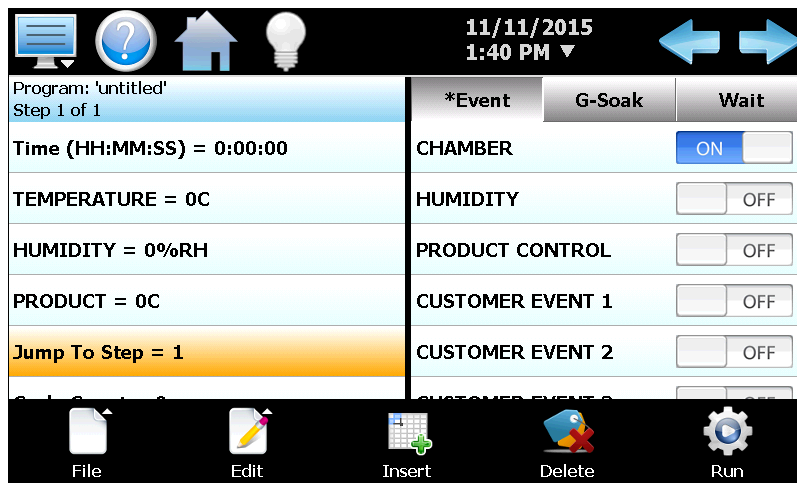 11/11/2015
1:40 PM ▼
Program: 'untitled'
Step 1 of 1
*Event
G-Soak
Wait
Time (HH:MM:SS) = 0:00:00
CHAMBER
ON
TEMPERATURE = 0C
HUMIDITY
OFF
HUMIDITY = 0%RH
PRODUCT CONTROL
OFF
PRODUCT = 0C
CUSTOMER EVENT 1
OFF
Jump To Step = 1
CUSTOMER EVENT 2
OFF
File
Edit
Insert
Delete
Run